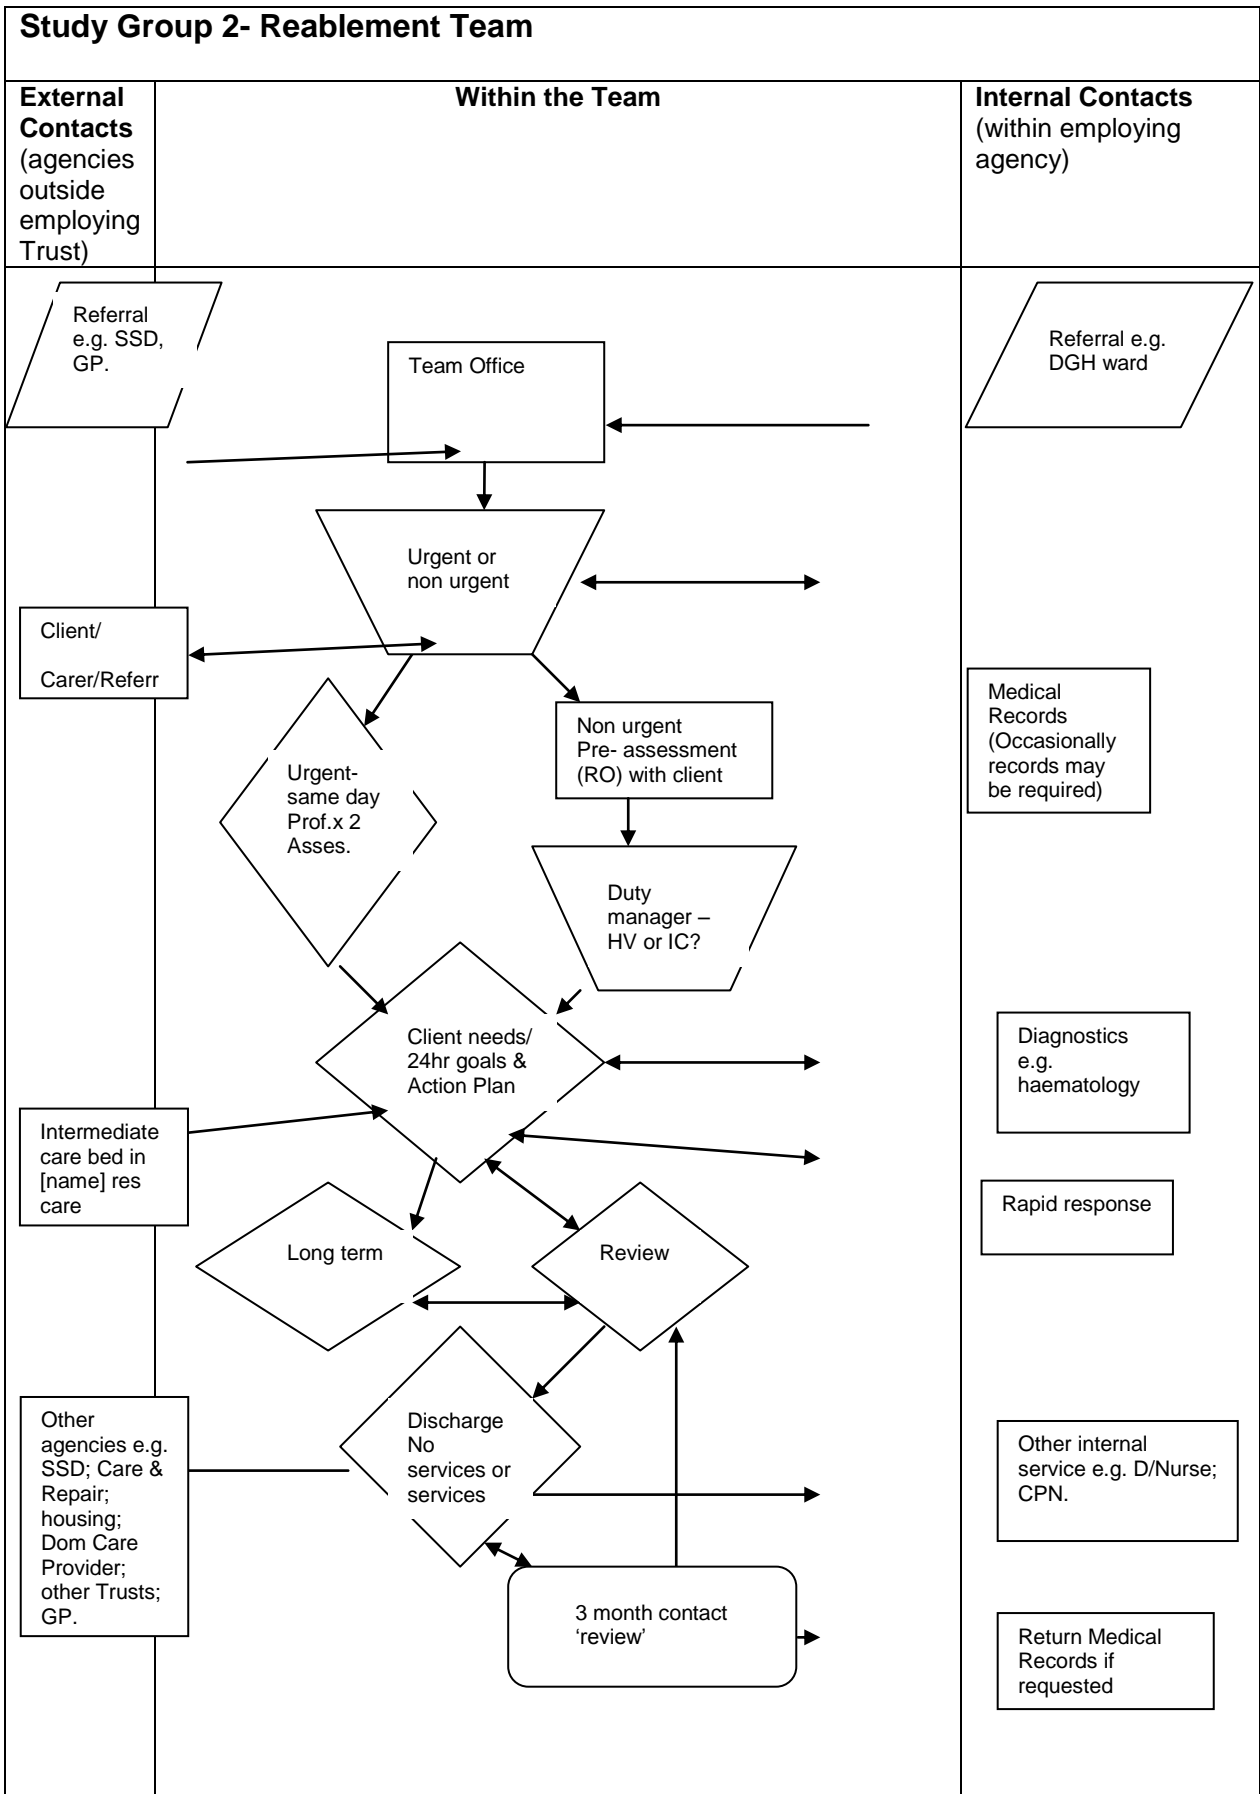 Study Group 2- Reablement Team
External
Contacts
(agencies
outside
employing
Trust)
Within the Team
Internal Contacts
(within employing
agency)
Referral
e.g. SSD,
GP.
Team Office
Referral e.g.
DGH ward
Urgent or
non urgent
Client/
Carer/Referr
Non urgent
Pre- assessment
(RO) with client
Medical
Records
(Occasionally
records may
be required)
Urgent-
same day
Prof.x 2
Asses.
Duty
manager –
HV or IC?
Client needs/
24hr goals &
Action Plan
Diagnostics
e.g.
haematology
Intermediate
care bed in
[name] res
care
Rapid response
Long term
Review
Other
agencies e.g.
SSD; Care &
Repair;
housing;
Dom Care
Provider;
other Trusts;
GP.
Discharge
No
services or
services
Other internal
service e.g. D/Nurse;
CPN.
3 month contact
‘review’
Return Medical
Records if
requested